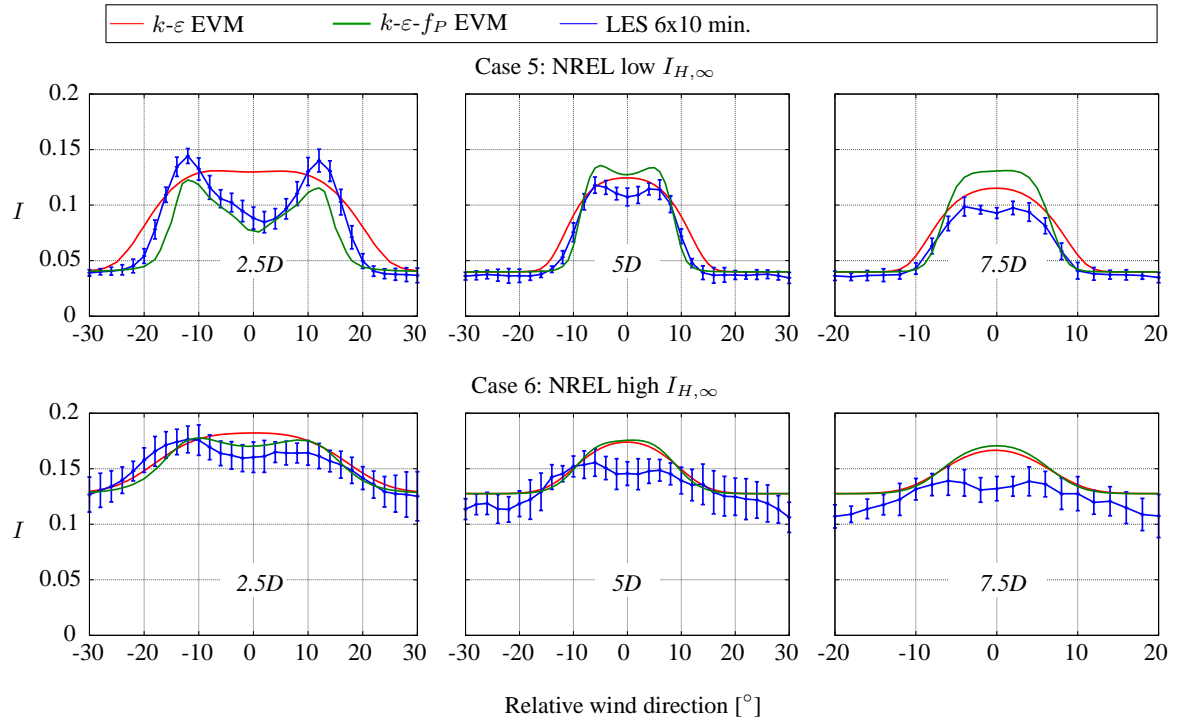 k-ε EVM k-ε-f_P EVM LES 6x10 min.
Case 5: NREL low I_{H,∞}
0.2
0.15
I 0.1
0.05
0
2.5D 5D 7.5D
-30 -20 -10 0 10 20 30 -30 -20 -10 0 10 20 30 -20 -10 0 10 20
Case 6: NREL high I_{H,∞}
0.2
0.15
0.1
I
0.05
2.5D 5D 7.5D
0
-30 -20 -10 0 10 20 30 -30 -20 -10 0 10 20 30 -20 -10 0 10 20
Relative wind direction [°]